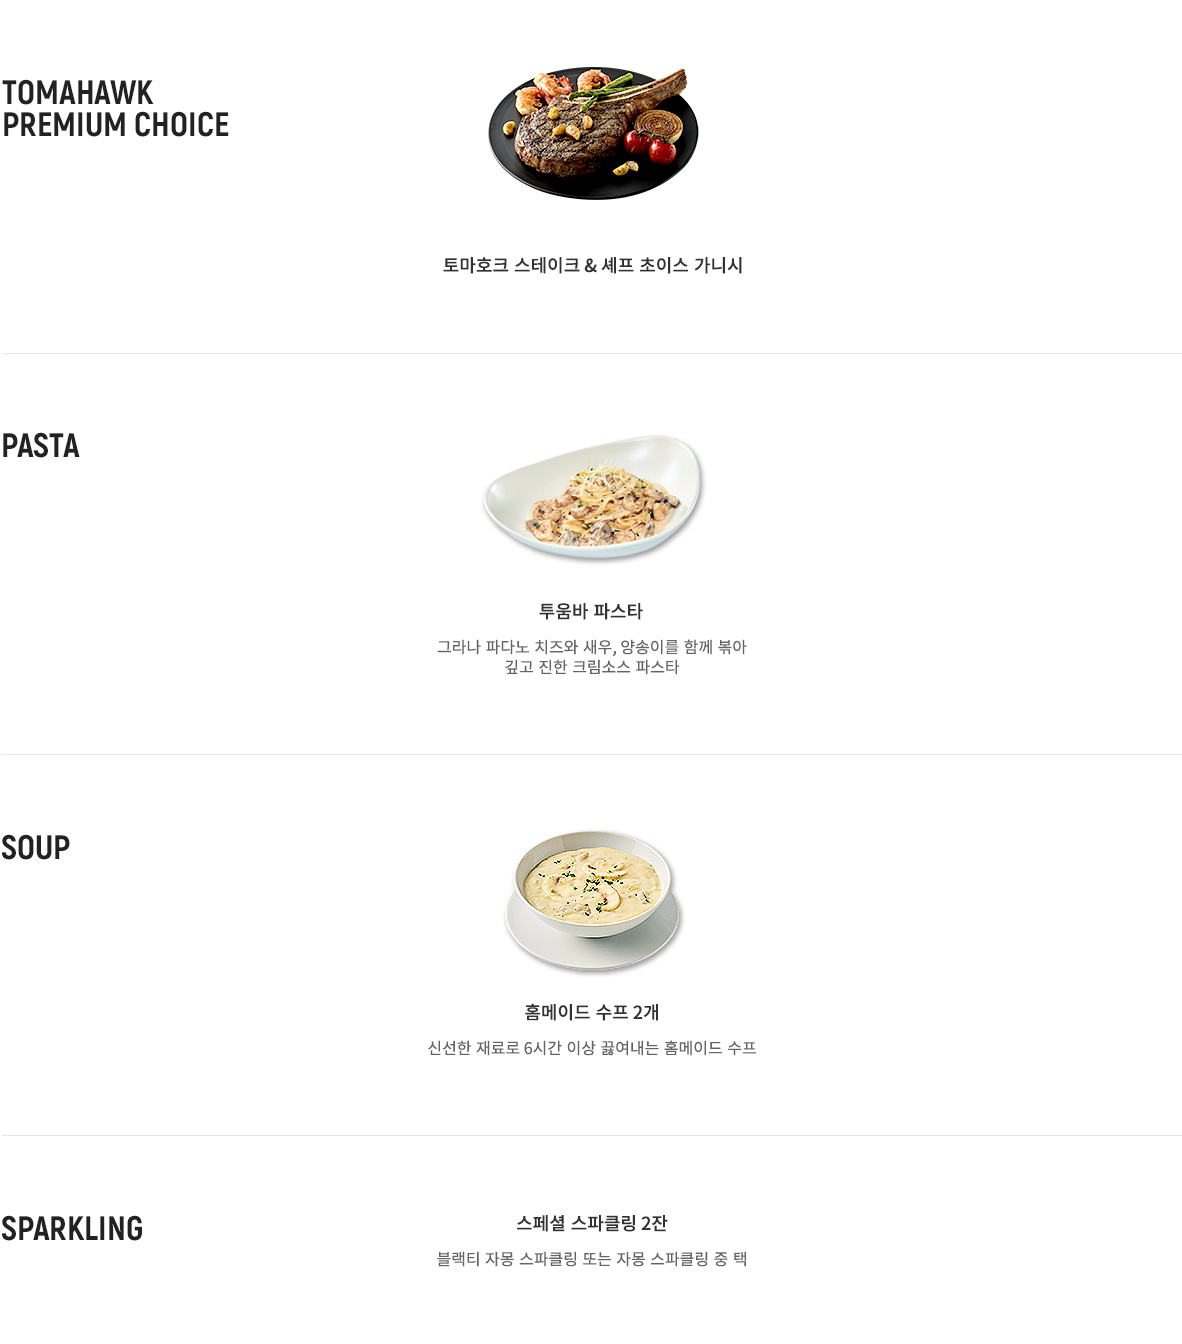 TOMAHAWK
PREMIUM CHOICE
토마호크 스테이크 & 셰프 초이스 가니시
PASTA
투움바 파스타
그라나 파다노 치즈와 새우, 양송이를 함께 볶아
깊고 진한 크림소스 파스타
SOUP
홈메이드 수프 2개
신선한 재료로 6시간 이상 끓여내는 홈메이드 수프
SPARKLING
스페셜 스파클링 2잔
블랙티 자몽 스파클링 또는 자몽 스파클링 중 택